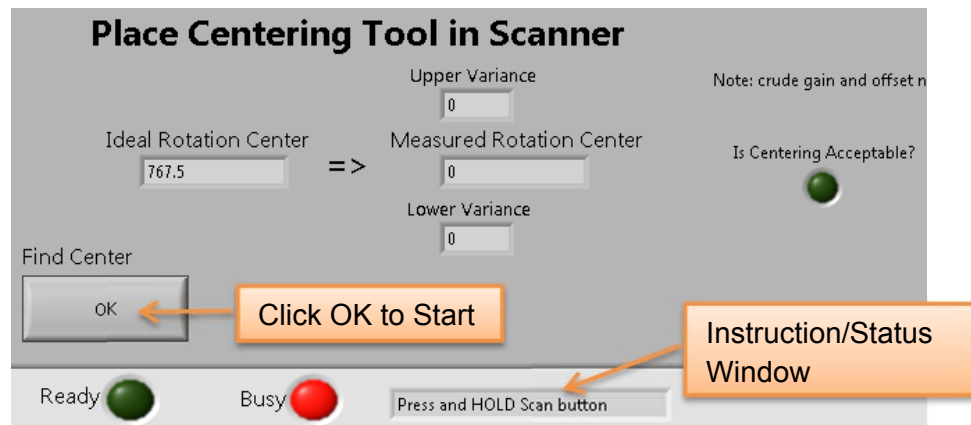 Place Centering Tool in Scanner
Upper Variance
0
Note: crude gain and offset n
Ideal Rotation Center
767.5
=>
Measured Rotation Center
0
Is Centering Acceptable?
Lower Variance
0
Find Center
OK
Click OK to Start
Instruction/Status
Window
Ready
Busy
Press and HOLD Scan button